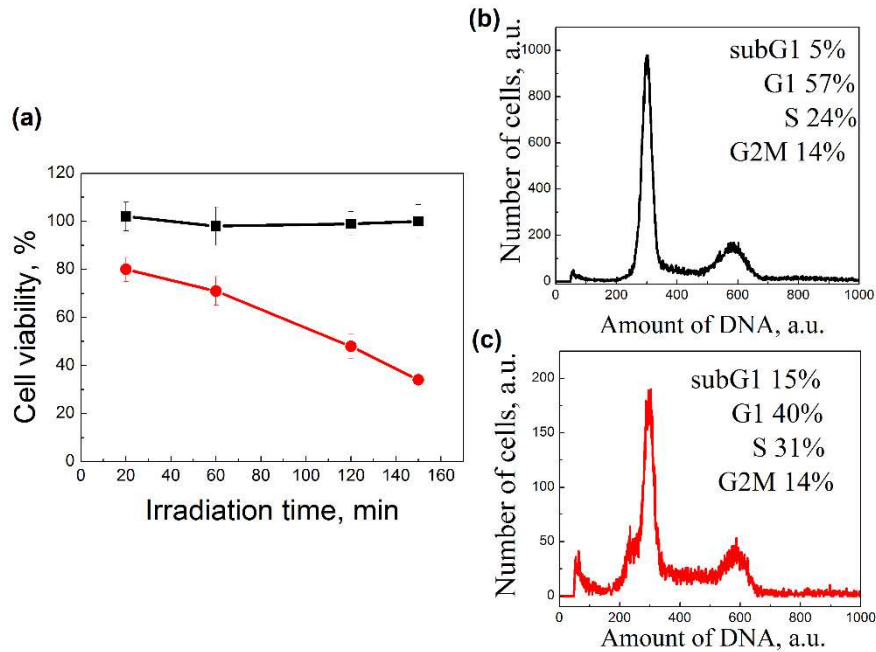 (a)
120
100
80
60
40
20
0
Cell viability, %
0 20 40 60 80 100 120 140 160
Irradiation time, min
(b)
subG1 5%
G1 57%
S 24%
G2M 14%
1000
800
600
400
200
0
Number of cells, a.u.
0 200 400 600 800 1000
Amount of DNA, a.u.
(c)
subG1 15%
G1 40%
S 31%
G2M 14%
200
150
100
50
0
Number of cells, a.u.
0 200 400 600 800 1000
Amount of DNA, a.u.